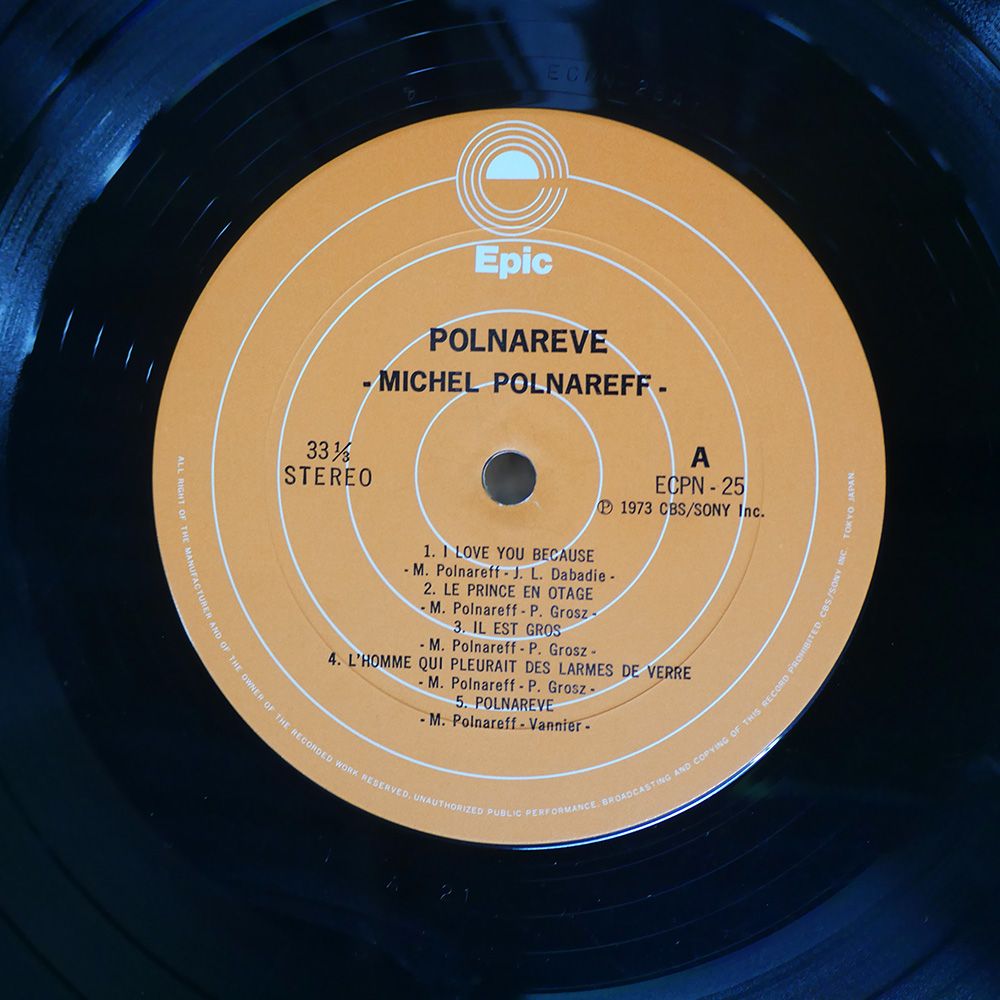 Epic
POLNAREVE
- MICHEL POLNAREFF -
33 1/3
STEREO
A
ECPN - 25
℗ 1973 CBS/SONY Inc.
1. I LOVE YOU BECAUSE
- M. Polnareff - J. L. Dabadie -
2. LE PRINCE EN OTAGE
- M. Polnareff - P. Grosz -
3. IL EST GROS
- M. Polnareff - P. Grosz -
4. L'HOMME QUI PLEURAIT DES LARMES DE VERRE
- M. Polnareff - P. Grosz -
5. POLNAREVE
- M. Polnareff - Vannier -
ALL RIGHT OF THE MANUFACTURER AND OF THE OWNER OF THE RECORDED WORK RESERVED. UNAUTHORIZED PUBLIC PERFORMANCE, BROADCASTING AND COPYING OF THIS RECORD PROHIBITED. CBS/SONY INC. TOKYO JAPAN.